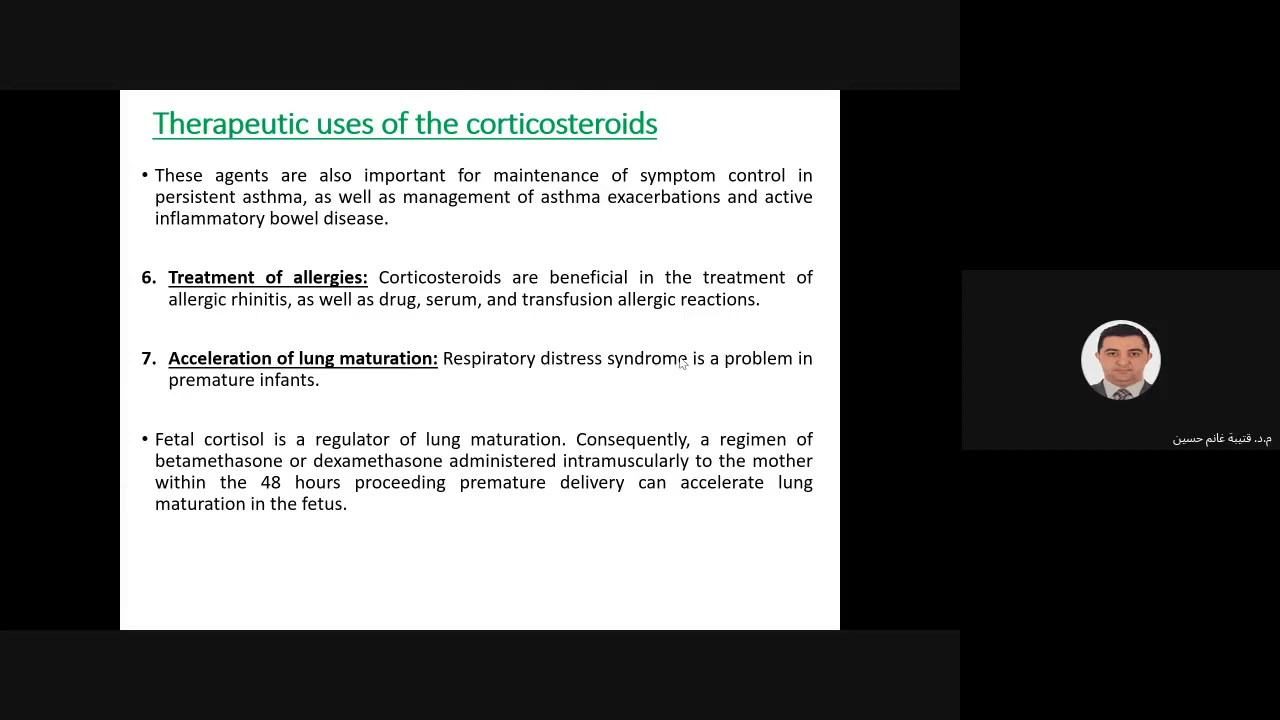 Therapeutic uses of the corticosteroids
• These agents are also important for maintenance of symptom control in
persistent asthma, as well as management of asthma exacerbations and active
inflammatory bowel disease.
6. Treatment of allergies: Corticosteroids are beneficial in the treatment of
allergic rhinitis, as well as drug, serum, and transfusion allergic reactions.
7. Acceleration of lung maturation: Respiratory distress syndrome is a problem in
premature infants.
• Fetal cortisol is a regulator of lung maturation. Consequently, a regimen of
betamethasone or dexamethasone administered intramuscularly to the mother
within the 48 hours proceeding premature delivery can accelerate lung
maturation in the fetus.
م.د. قتيبة غانم حسين